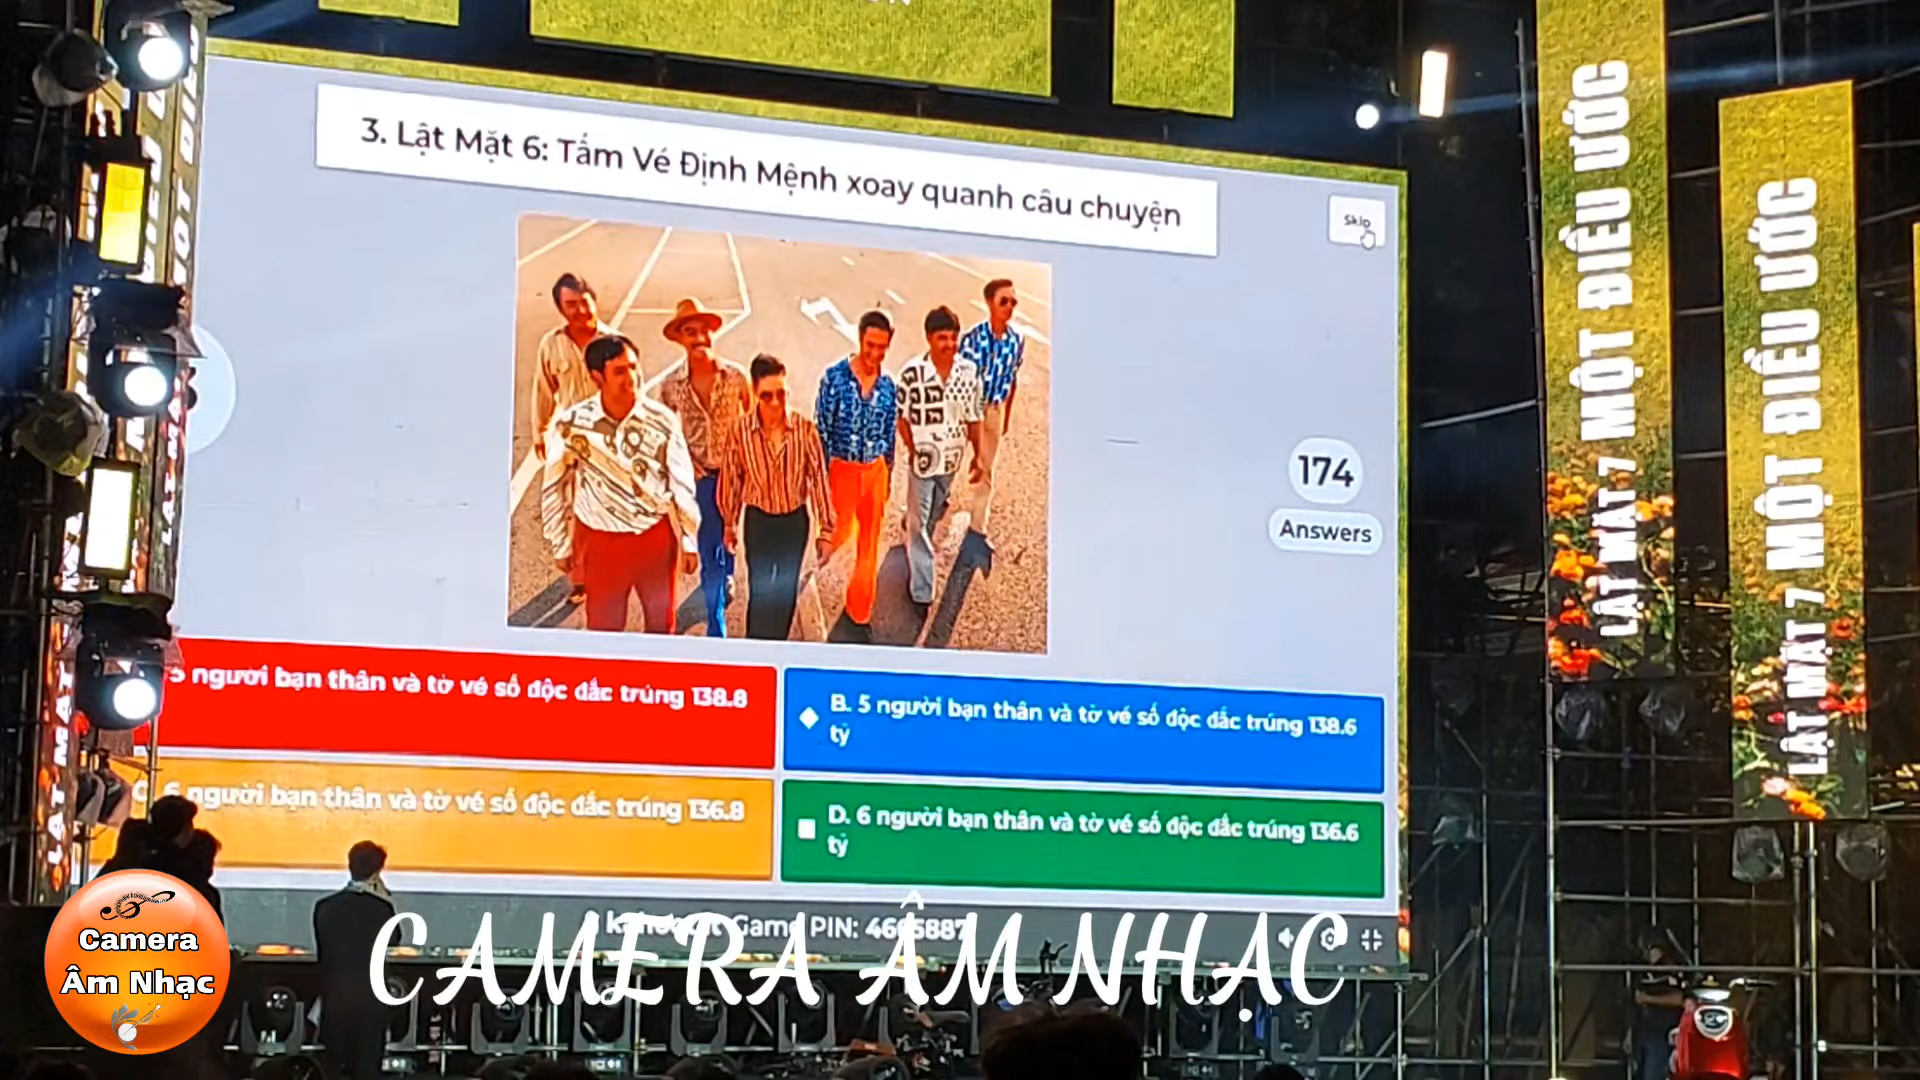 3. Lật Mặt 6: Tấm Vé Định Mệnh xoay quanh câu chuyện
Skip
174
Answers
5 người bạn thân và tờ vé số độc đắc trúng 138.8
B. 5 người bạn thân và tờ vé số độc đắc trúng 138.6
tỷ
C. 6 người bạn thân và tờ vé số độc đắc trúng 136.8
D. 6 người bạn thân và tờ vé số độc đắc trúng 136.6
tỷ
Game PIN:
LẬT MẶT 7 MỘT ĐIỀU ƯỚC
LẬT MẶT 7 MỘT ĐIỀU ƯỚC
LẬT MẶT
Camera
Âm Nhạc
CAMERA ÂM NHẠC